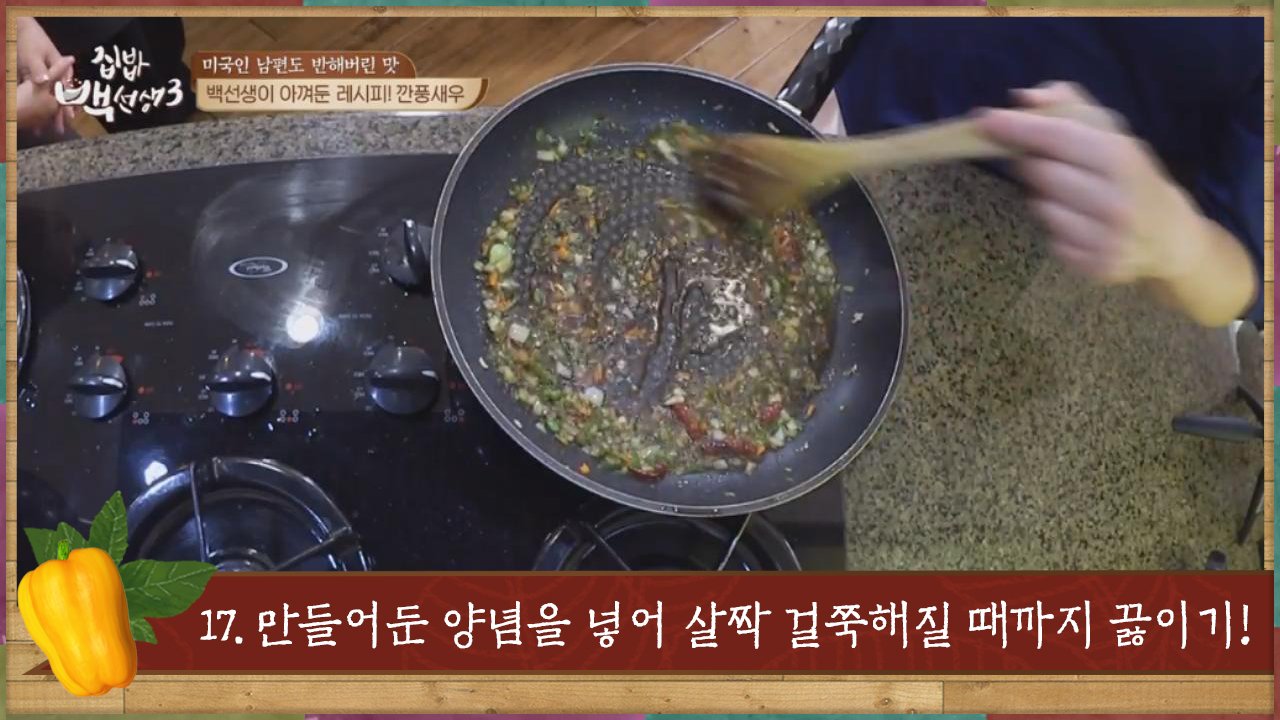 집밥
백선생3
미국인 남편도 반해버린 맛
백선생이 아껴둔 레시피! 깐풍새우
17. 만들어둔 양념을 넣어 살짝 걸쭉해질 때까지 끓이기!